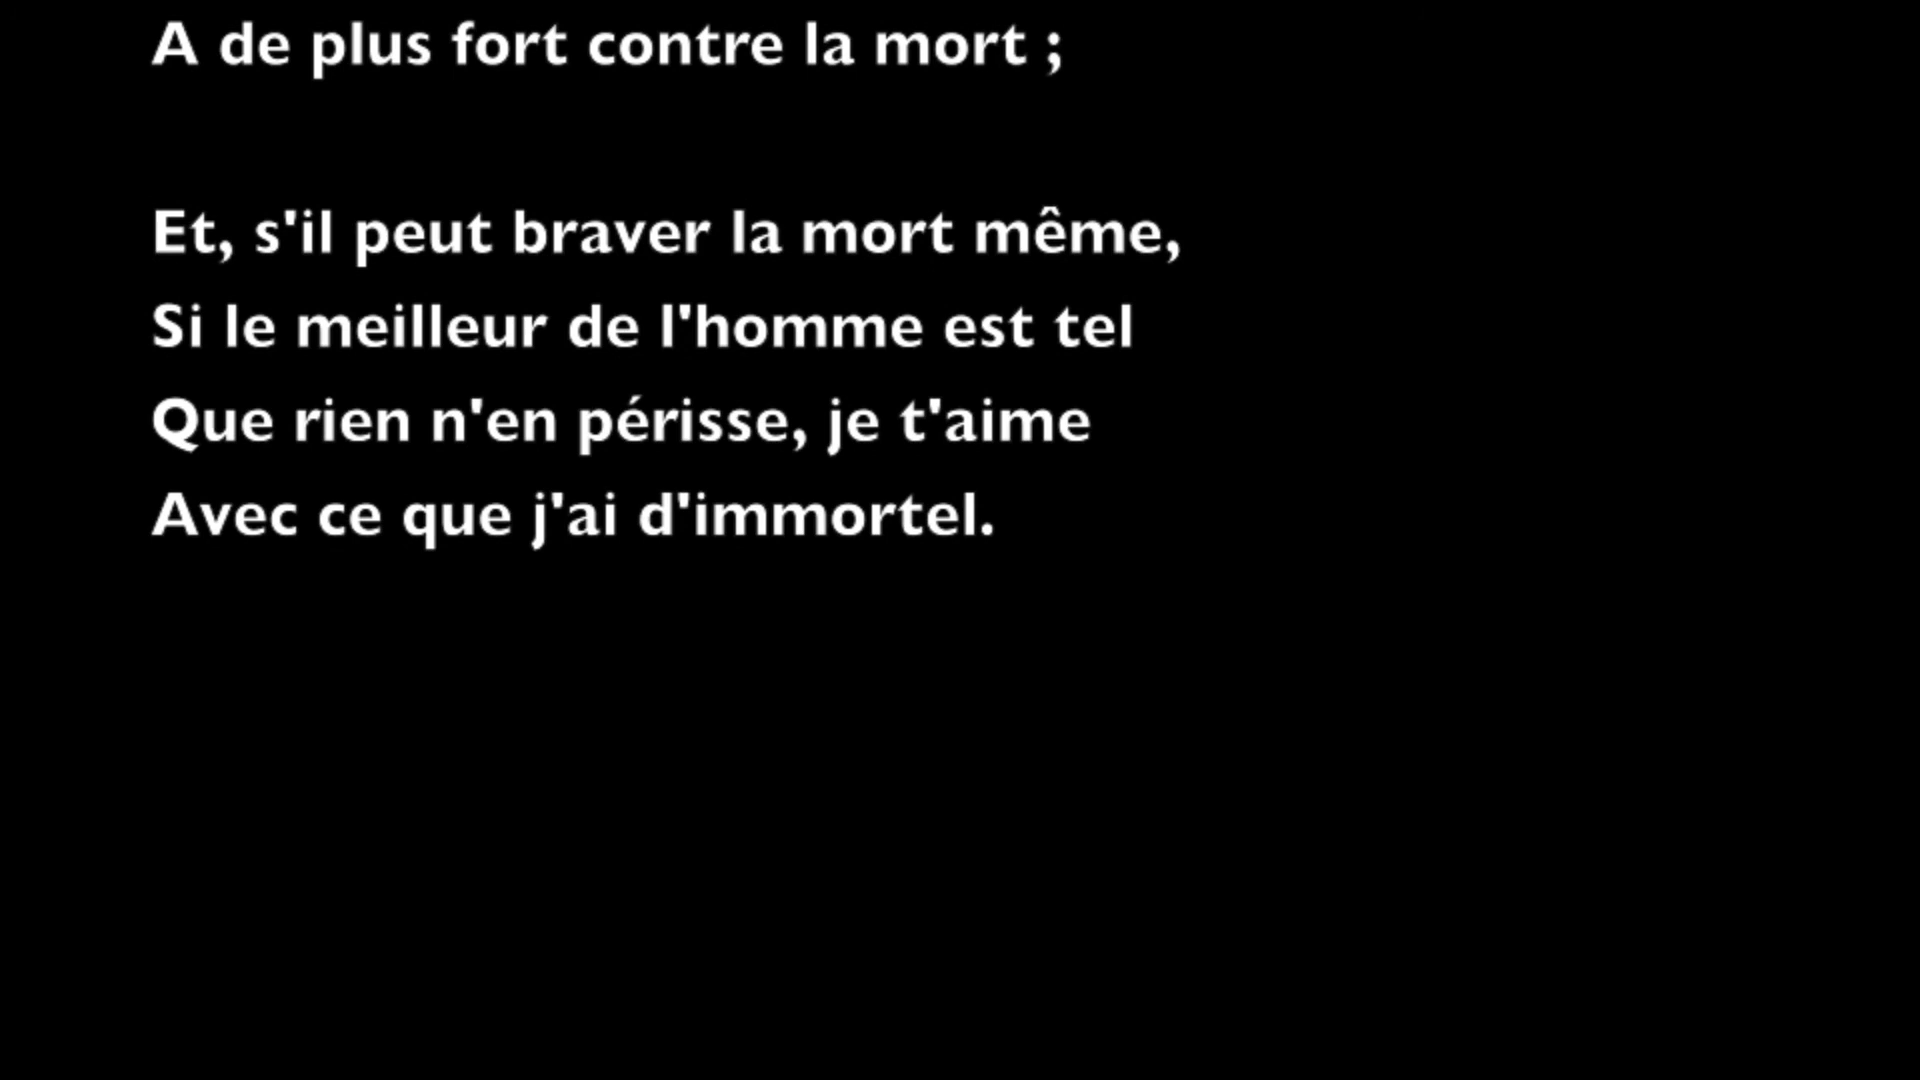 A de plus fort contre la mort ;
Et, s'il peut braver la mort même,
Si le meilleur de l'homme est tel
Que rien n'en périsse, je t'aime
Avec ce que j'ai d'immortel.